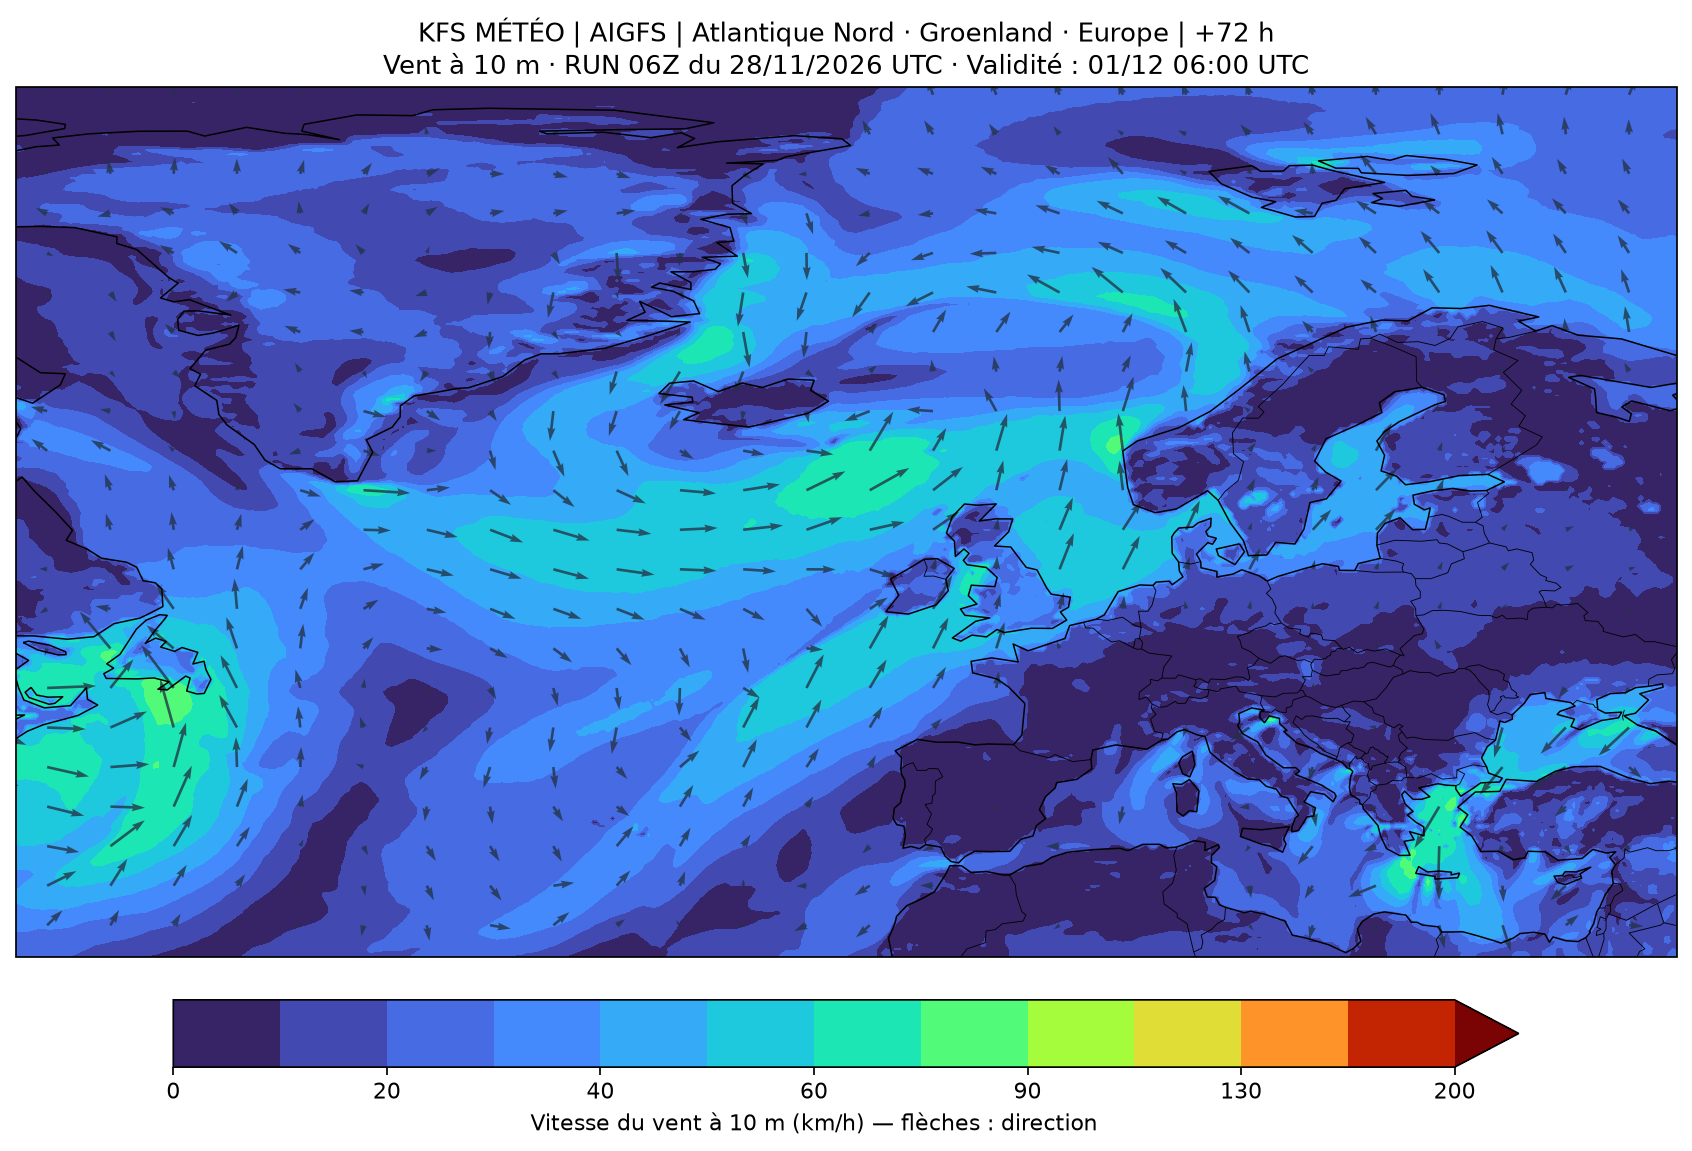 KFS MÉTÉO | AIGFS | Atlantique Nord · Groenland · Europe | +72 h
Vent à 10 m · RUN 06Z du 28/11/2026 UTC · Validité : 01/12 06:00 UTC
0 20 40 60 90 130 200
Vitesse du vent à 10 m (km/h) — flèches : direction